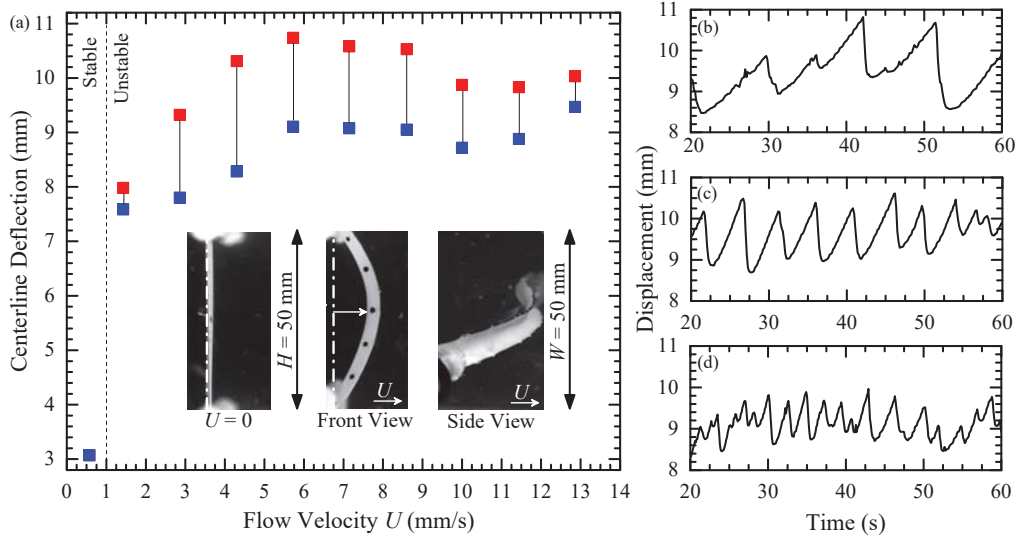 (a)
Stable
Unstable
Centerline Deflection (mm)
11
10
9
8
7
6
5
4
3
0 1 2 3 4 5 6 7 8 9 10 11 12 13 14
Flow Velocity U (mm/s)
U = 0
H = 50 mm
U
Front View
U
Side View
W = 50 mm
(b)
11
10
9
8
20 30 40 50 60
(c)
11
10
9
8
20 30 40 50 60
(d)
11
10
9
8
20 30 40 50 60
Displacement (mm)
Time (s)